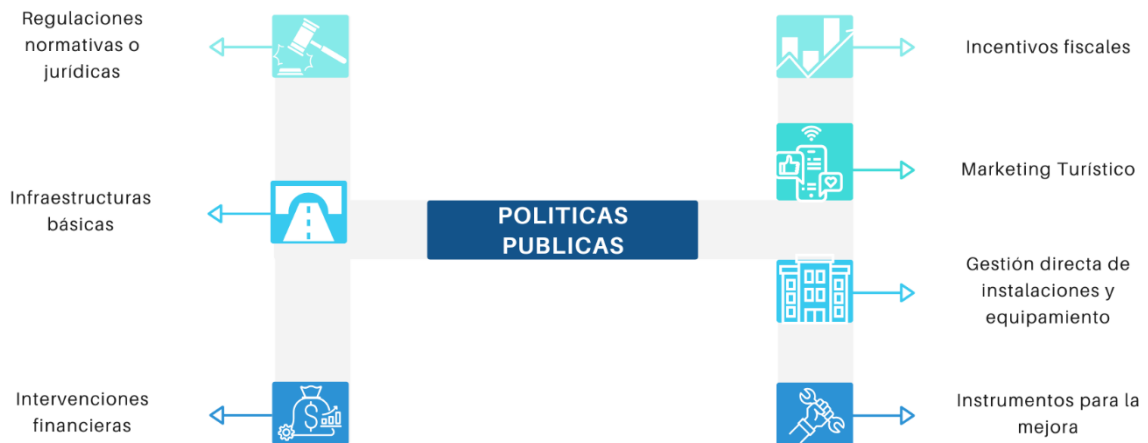 Regulaciones
normativas o
jurídicas
Infraestructuras
básicas
Intervenciones
financieras
POLITICAS
PUBLICAS
Incentivos fiscales
Marketing Turístico
Gestión directa de
instalaciones y
equipamiento
Instrumentos para la
mejora